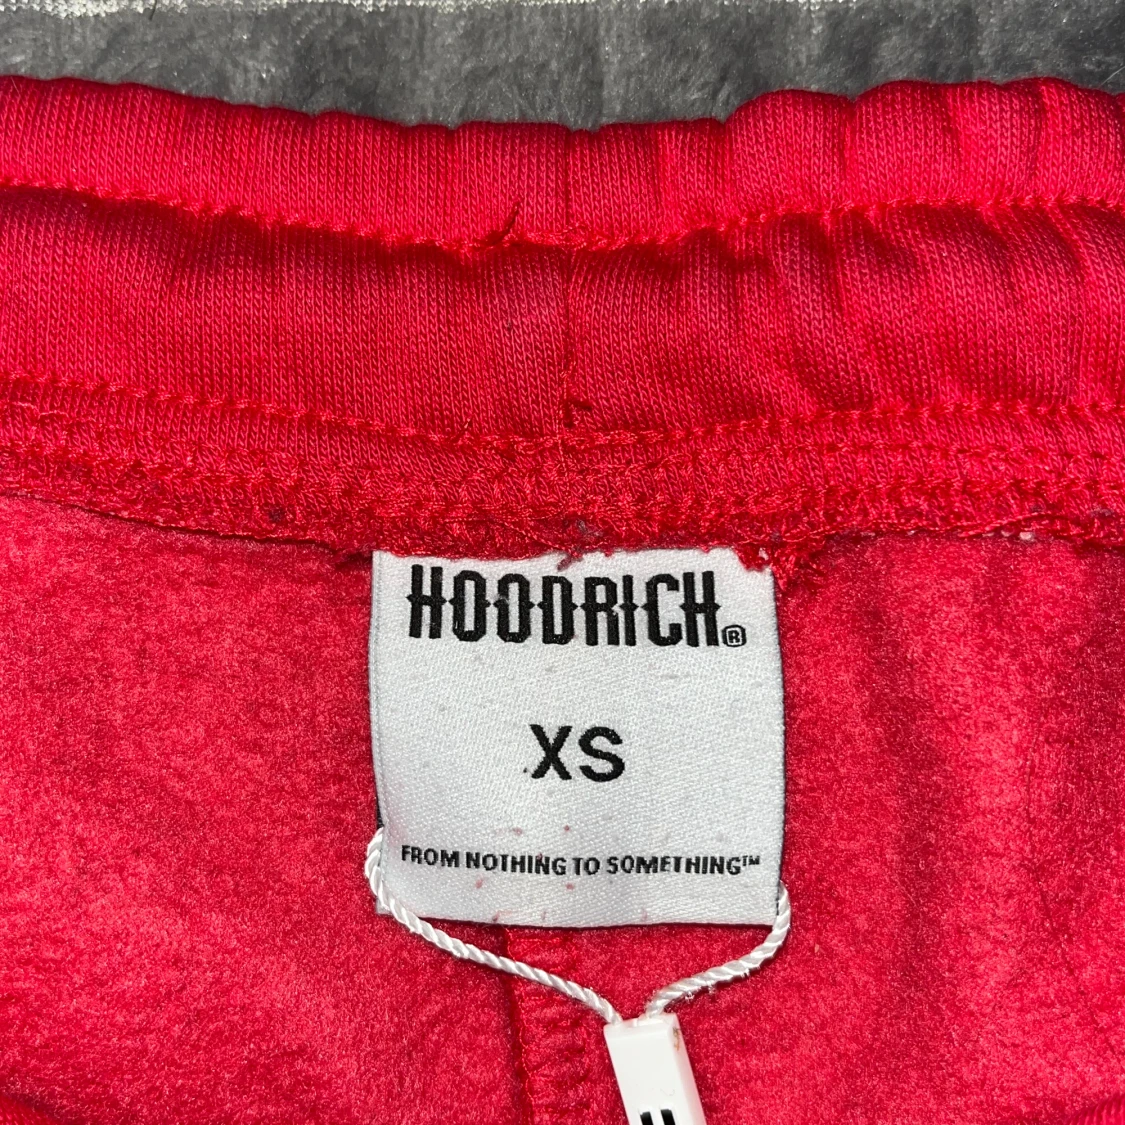 HOODRICH®
XS
FROM NOTHING TO SOMETHING™